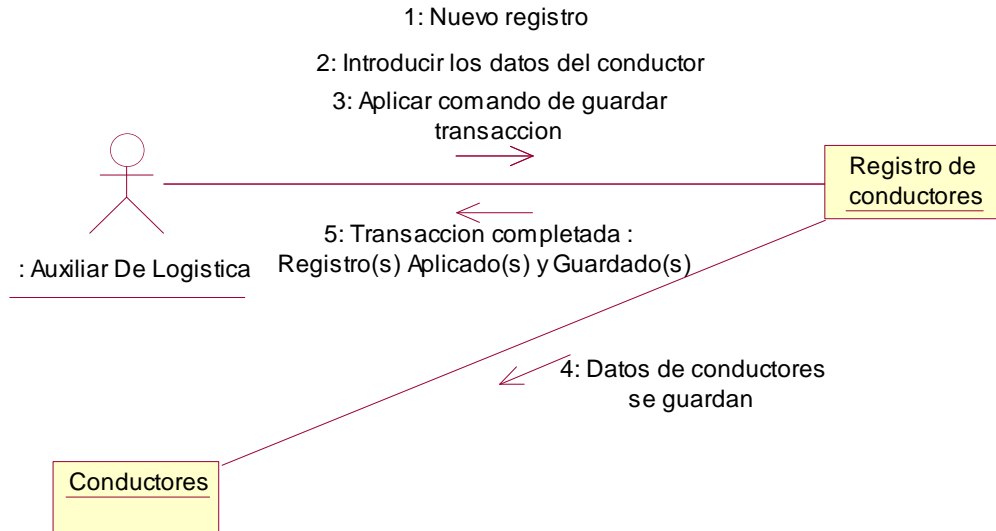 1: Nuevo registro
2: Introducir los datos del conductor
3: Aplicar comando de guardar
transaccion
Registro de
conductores
5: Transaccion completada :
Registro(s) Aplicado(s) y Guardado(s)
: Auxiliar De Logistica
4: Datos de conductores
se guardan
Conductores